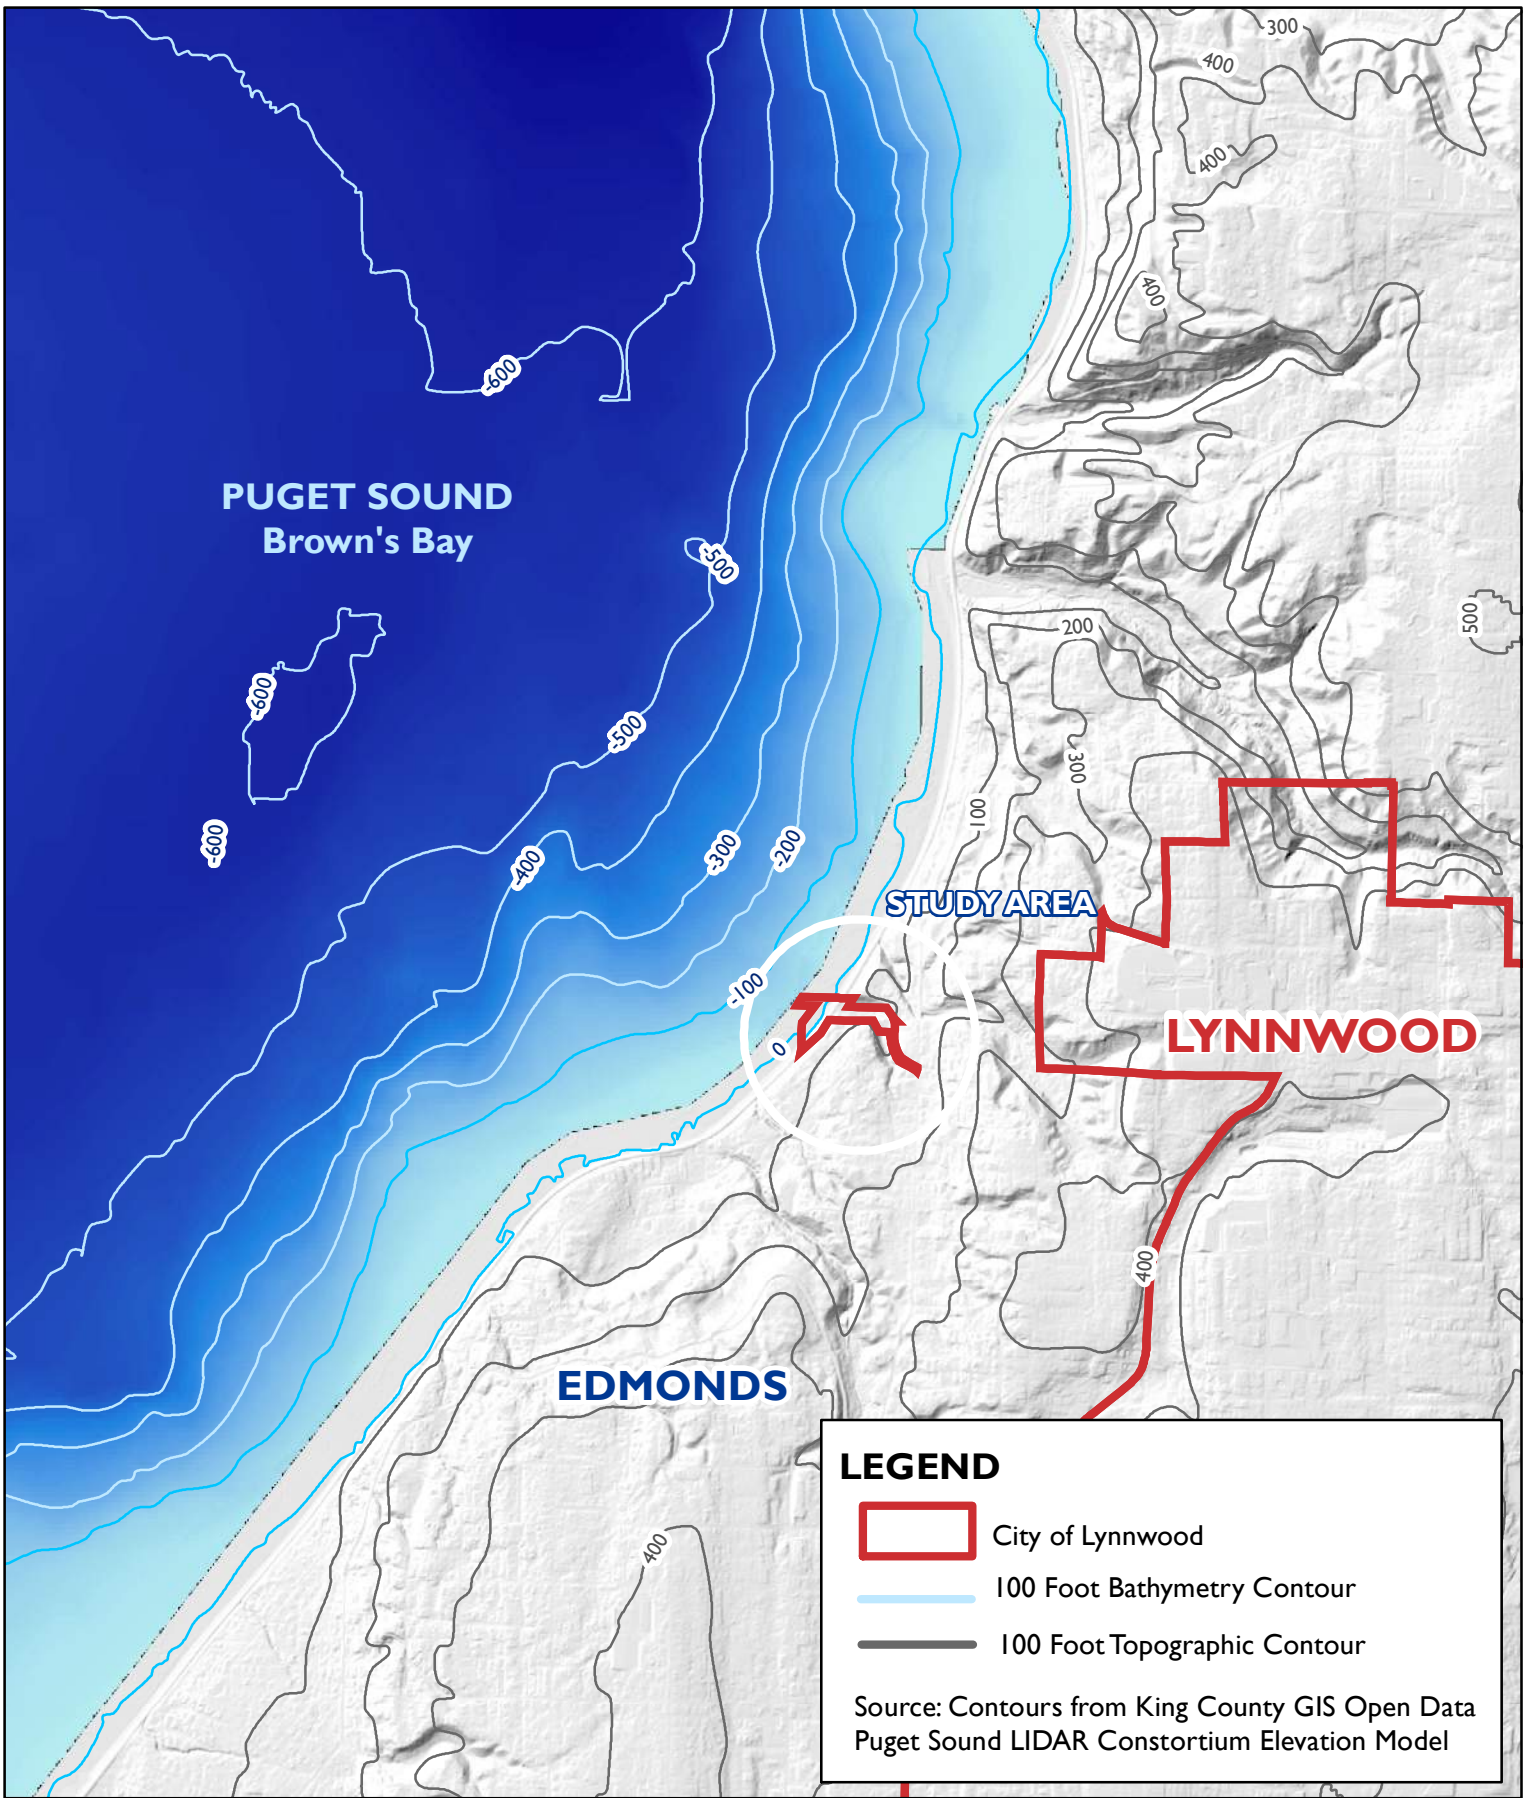 300
400
400
400
-600
PUGET SOUND
Brown's Bay
-500
500
200
-600
-500
300
100
-600
-400
-300
-200
STUDY AREA
-100
0
LYNNWOOD
400
EDMONDS
400
LEGEND
City of Lynnwood
100 Foot Bathymetry Contour
100 Foot Topographic Contour
Source: Contours from King County GIS Open Data
Puget Sound LIDAR Constortium Elevation Model